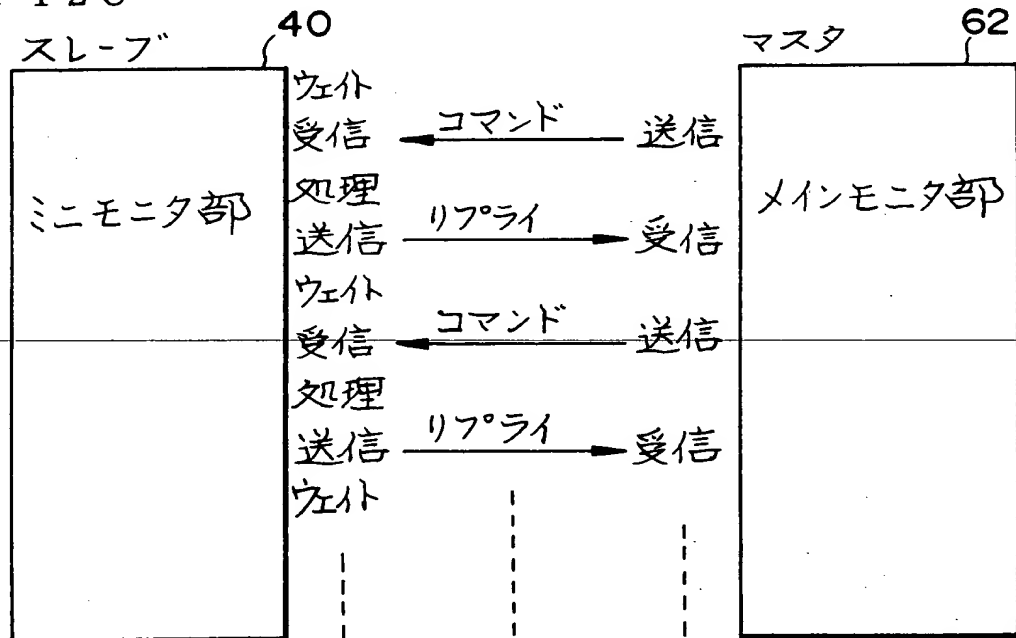 スレーブ 40 マスタ 62
ウェイト
受信 コマンド 送信
処理
ミニモニタ部 メインモニタ部
送信 リプライ 受信
ウェイト
受信 コマンド 送信
処理
送信 リプライ 受信
ウェイト